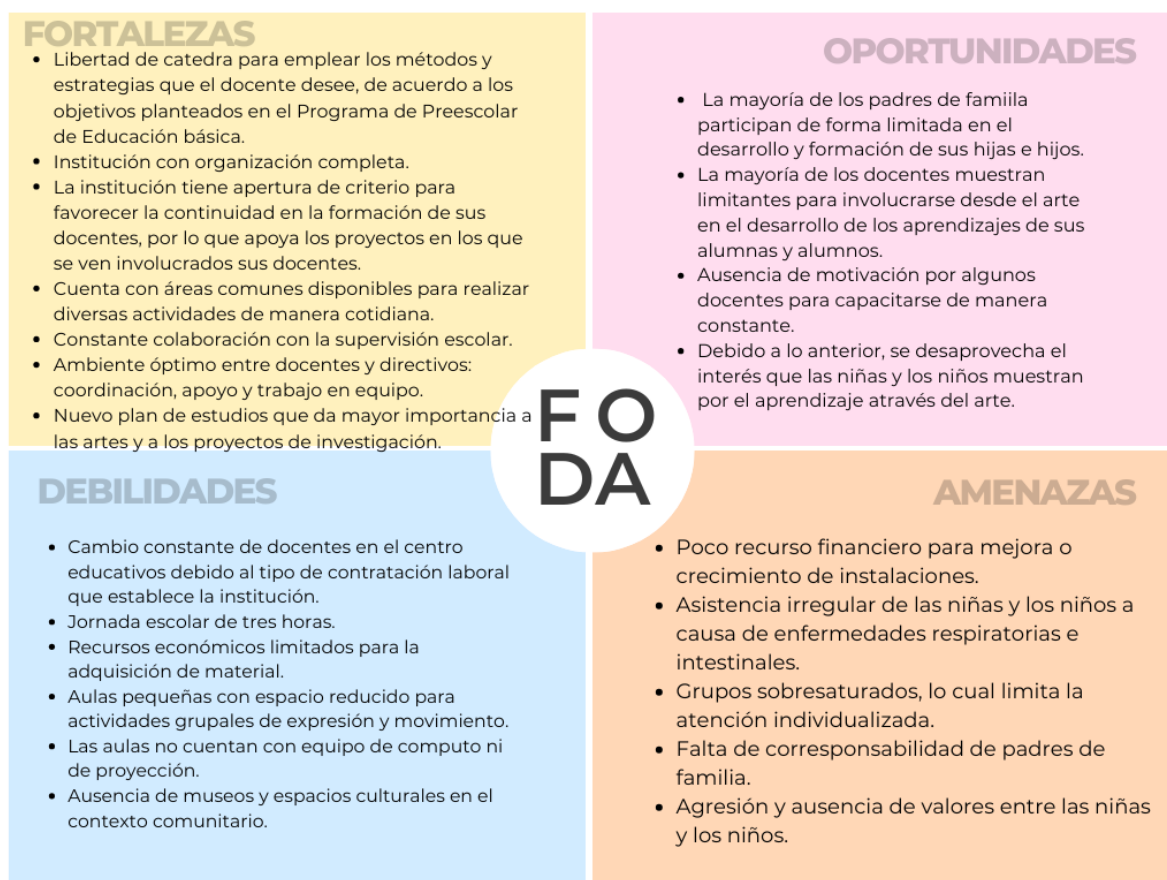 FORTALEZAS
• Libertad de catedra para emplear los métodos y
estrategias que el docente desee, de acuerdo a los
objetivos planteados en el Programa de Preescolar
de Educación básica.
• Institución con organización completa.
• La institución tiene apertura de criterio para
favorecer la continuidad en la formación de sus
docentes, por lo que apoya los proyectos en los que
se ven involucrados sus docentes.
• Cuenta con áreas comunes disponibles para realizar
diversas actividades de manera cotidiana.
• Constante colaboración con la supervisión escolar.
• Ambiente óptimo entre docentes y directivos:
coordinación, apoyo y trabajo en equipo.
• Nuevo plan de estudios que da mayor importancia a
las artes y a los proyectos de investigación.
OPORTUNIDADES
• La mayoría de los padres de famiila
participan de forma limitada en el
desarrollo y formación de sus hijas e hijos.
• La mayoría de los docentes muestran
limitantes para involucrarse desde el arte
en el desarrollo de los aprendizajes de sus
alumnas y alumnos.
• Ausencia de motivación por algunos
docentes para capacitarse de manera
constante.
• Debido a lo anterior, se desaprovecha el
interés que las niñas y los niños muestran
por el aprendizaje através del arte.
F O
DA
DEBILIDADES
• Cambio constante de docentes en el centro
educativos debido al tipo de contratación laboral
que establece la institución.
• Jornada escolar de tres horas.
• Recursos económicos limitados para la
adquisición de material.
• Aulas pequeñas con espacio reducido para
actividades grupales de expresión y movimiento.
• Las aulas no cuentan con equipo de computo ni
de proyección.
• Ausencia de museos y espacios culturales en el
contexto comunitario.
AMENAZAS
• Poco recurso financiero para mejora o
crecimiento de instalaciones.
• Asistencia irregular de las niñas y los niños a
causa de enfermedades respiratorias e
intestinales.
• Grupos sobresaturados, lo cual limita la
atención individualizada.
• Falta de corresponsabilidad de padres de
familia.
• Agresión y ausencia de valores entre las niñas
y los niños.